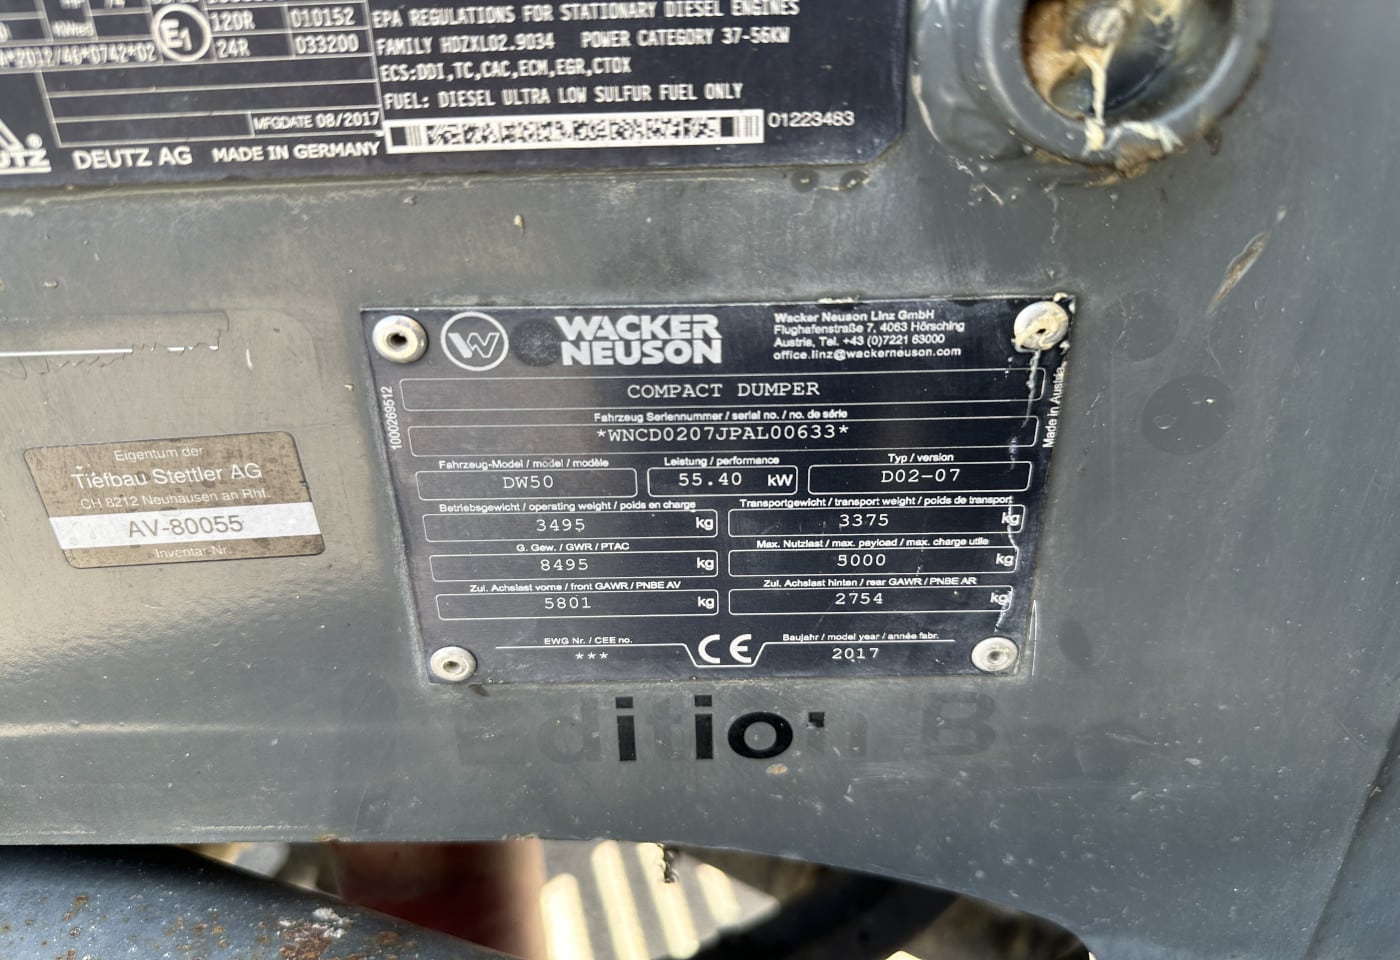 120R 010152
24R 033200
E1
MFGDATE 08/2017
DEUTZ AG MADE IN GERMANY
EPA REGULATIONS FOR STATIONARY DIESEL ENGINES
FAMILY HDZXL02.9034 POWER CATEGORY 37-56KW
ECS:DDI,TC,CAC,ECM,EGR,CTOX
FUEL: DIESEL ULTRA LOW SULFUR FUEL ONLY
01223483
Eigentum der
Tiefbau Stettler AG
CH 8212 Neuhausen an Rhf.
AV-80055
Inventar-Nr.
WACKER
NEUSON
Wacker Neuson Linz GmbH
Flughafenstraße 7, 4063 Hörsching
Austria, Tel. +43 (0)7221 63000
office.linz@wackerneuson.com
1000269512
Made in Austria
COMPACT DUMPER
Fahrzeug Seriennummer / serial no. / no. de série
*WNCD0207JPAL00633*
Fahrzeug-Model / model / modèle Leistung / performance Typ / version
DW50 55.40 kW D02-07
Betriebsgewicht / operating weight / poids en charge Transportgewicht / transport weight / poids de transport
3495 kg 3375 kg
G. Gew. / GWR / PTAC Max. Nutzlast / max. payload / max. charge utile
8495 kg 5000 kg
Zul. Achslast vorne / front GAWR / PNBE AV Zul. Achslast hinten / rear GAWR / PNBE AR
5801 kg 2754 kg
EWG Nr. / CEE no. CE Baujahr / model year / année fabr.
*** 2017
Edition B